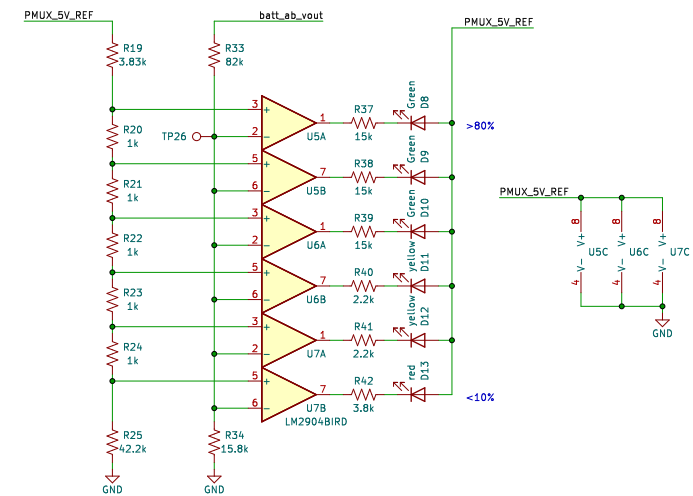 PMUX_5V_REF
batt_ab_vout
PMUX_5V_REF
R19
3.83k
R33
82k
Green
D8
3
+
2
−
1
U5A
R37
15k
TP26
>80%
R20
1k
Green
D9
5
+
6
−
7
U5B
R38
15k
R21
1k
Green
D10
3
+
2
−
1
U6A
R39
15k
R22
1k
yellow
D11
5
+
6
−
7
U6B
R40
2.2k
R23
1k
yellow
D12
3
+
2
−
1
U7A
R41
2.2k
R24
1k
red
D13
5
+
6
−
7
U7B
LM2904BIRD
R42
3.8k
<10%
R25
42.2k
R34
15.8k
GND
GND
PMUX_5V_REF
8
V+
V−
4
U5C
8
V+
V−
4
U6C
8
V+
V−
4
U7C
GND